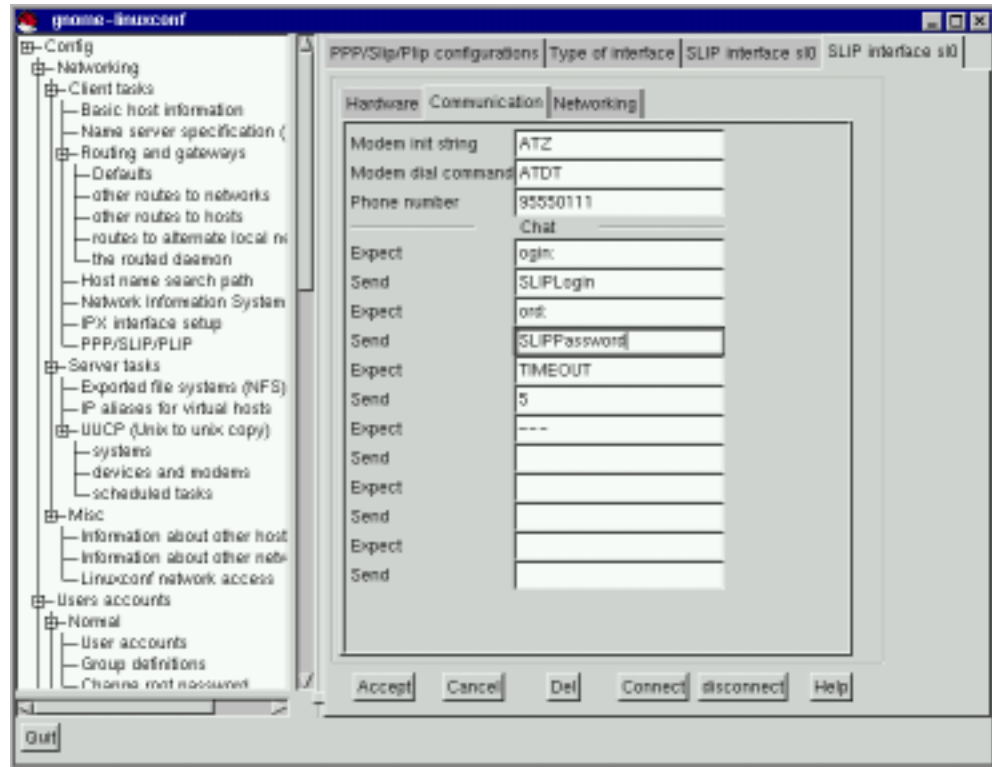 gnome-linuxconf
Config
Networking
Client tasks
Basic host information
Name server specification (
Routing and gateways
Defaults
other routes to networks
other routes to hosts
routes to alternate local ne
the routed daemon
Host name search path
Network Information System
IPX interface setup
PPP/SLIP/PLIP
Server tasks
Exported file systems (NFS)
IP aliases for virtual hosts
UUCP (Unix to unix copy)
systems
devices and modems
scheduled tasks
Misc
Information about other host
Information about other netw
Linuxconf network access
Users accounts
Normal
User accounts
Group definitions
Change root password
Quit
PPP/Slip/Plip configurations Type of interface SLIP interface sl0 SLIP interface sl0
Hardware Communication Networking
Modem init string ATZ
Modem dial command ATDT
Phone number 95550111
Chat
Expect ogin:
Send SLIPLogin
Expect ord:
Send SLIPPassword
Expect TIMEOUT
Send 5
Expect ---
Send
Expect
Send
Expect
Send
Accept Cancel Del Connect disconnect Help